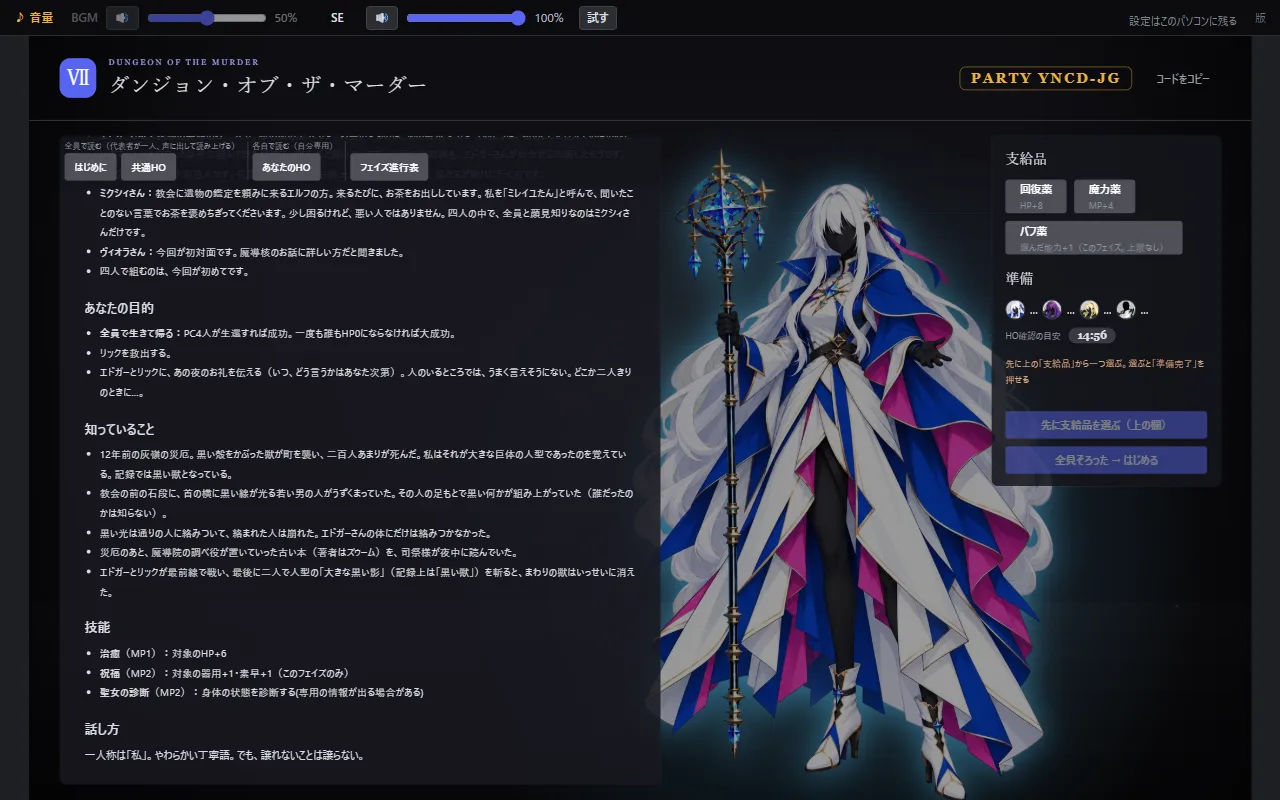 ♪ 音量 BGM 50% SE 100% 試す 設定はこのパソコンに残る 版
Ⅶ
DUNGEON OF THE MURDER
ダンジョン・オブ・ザ・マーダー
PARTY YNCD-JG
コードをコピー
全員で読む（代表者が一人、声に出して読み上げる） 各自で読む（自分専用）
はじめに 共通HO あなたのHO フェイズ進行表
• ミクシィさん：教会に遺物の鑑定を頼みに来るエルフの方。来るたびに、お茶をお出ししています。私を「ミレイユたん」と呼んで、聞いたこ
とのない言葉でお茶を褒めちぎってくださいます。少し困るけれど、悪い人ではありません。四人の中で、全員と顔見知りなのはミクシィさ
んだけです。
• ヴィオラさん：今回が初対面です。魔導核のお話に詳しい方だと聞きました。
• 四人で組むのは、今回が初めてです。
あなたの目的
• 全員で生きて帰る：PC4人が生還すれば成功。一度も誰もHP0にならなければ大成功。
• リックを救出する。
• エドガーとリックに、あの夜のお礼を伝える（いつ、どう言うかはあなた次第）。人のいるところでは、うまく言えそうにない。どこか二人きり
のときに…。
知っていること
• 12年前の灰嶺の災厄。黒い殻をかぶった獣が町を襲い、二百人あまりが死んだ。私はそれが大きな巨体の人型であったのを覚えてい
る。記録では黒い獣となっている。
• 教会の前の石段に、首の横に黒い線が光る若い男の人がうずくまっていた。その人の足もとで黒い何かが組み上がっていた（誰だったの
かは知らない）。
• 黒い光は通りの人に絡みついて、絡まれた人は崩れた。エドガーさんの体にだけは絡みつかなかった。
• 災厄のあと、魔導院の調べ役が置いていった古い本（著者はズゥーム）を、司祭様が夜中に読んでいた。
• エドガーとリックが最前線で戦い、最後に二人で人型の「大きな黒い影」（記録上は「黒い獣」）を斬ると、まわりの獣はいっせいに消え
た。
技能
• 治癒（MP1）：対象のHP+6
• 祝福（MP2）：対象の器用+1・素早+1（このフェイズのみ）
• 聖女の診断（MP2）：身体の状態を診断する(専用の情報が出る場合がある)
話し方
一人称は「私」。やわらかい丁寧語。でも、譲れないことは譲らない。
支給品
回復薬
HP+8
魔力薬
MP+4
バフ薬
選んだ能力+1（このフェイズ。上限なし）
準備
… … … …
HO確認の目安 14:56
先に上の「支給品」から一つ選ぶ。選ぶと「準備完了」を
押せる
先に支給品を選ぶ（上の欄）
全員そろった → はじめる